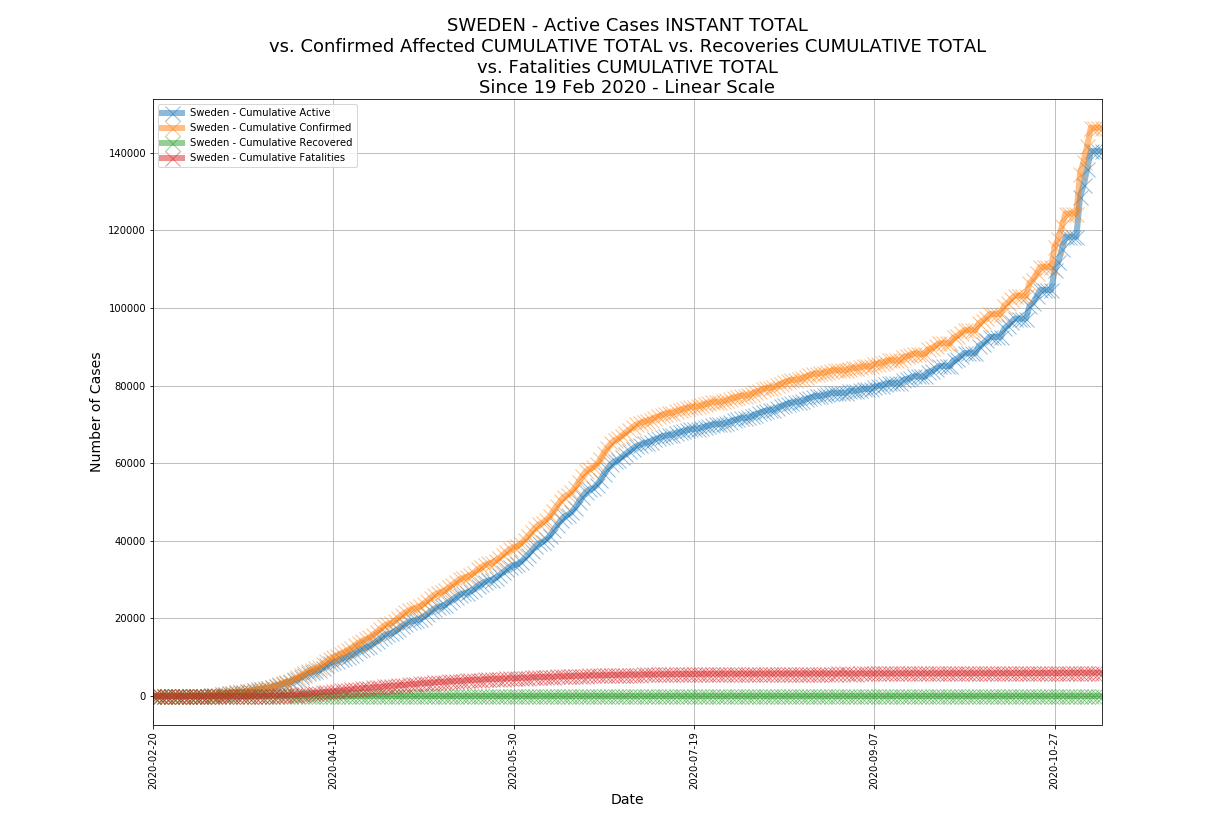 SWEDEN - Active Cases INSTANT TOTAL
vs. Confirmed Affected CUMULATIVE TOTAL vs. Recoveries CUMULATIVE TOTAL
vs. Fatalities CUMULATIVE TOTAL
Since 19 Feb 2020 - Linear Scale
Sweden - Cumulative Active
Sweden - Cumulative Confirmed
Sweden - Cumulative Recovered
Sweden - Cumulative Fatalities
140000
120000
100000
80000
60000
40000
20000
0
Number of Cases
2020-02-20
2020-04-10
2020-05-30
2020-07-19
2020-09-07
2020-10-27
Date